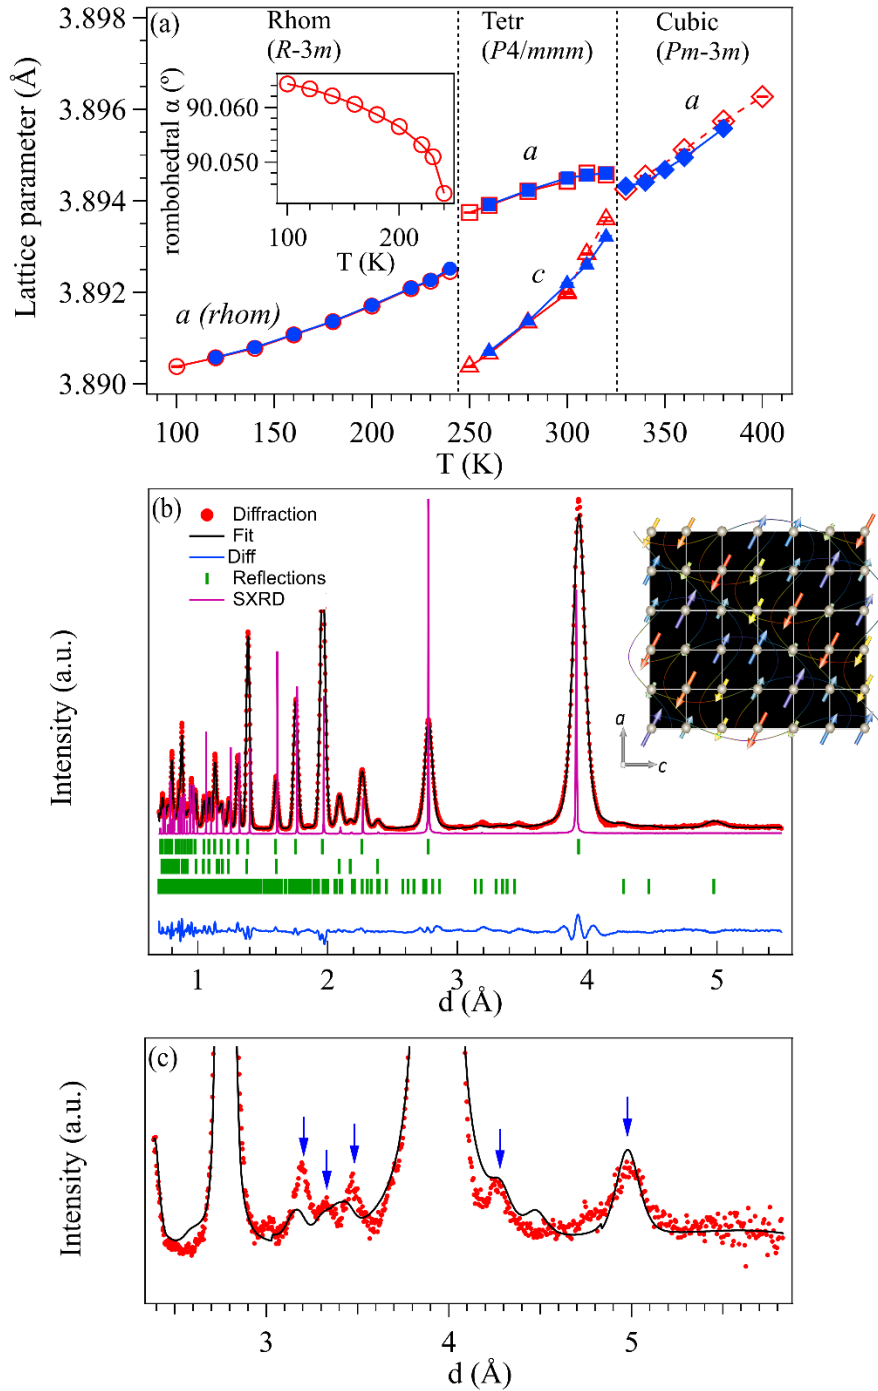 (a)
Rhom
(R-3m)
Tetr
(P4/mmm)
Cubic
(Pm-3m)
Lattice parameter (Å)
3.898
3.896
3.894
3.892
3.890
rombohedral α (º)
90.060
90.050
100
200
T (K)
a (rhom)
a
c
a
100
150
200
250
300
350
400
T (K)
(b)
Diffraction
Fit
Diff
Reflections
SXRD
a
c
Intensity (a.u.)
1
2
3
4
5
d (Å)
(c)
Intensity (a.u.)
3
4
5
d (Å)